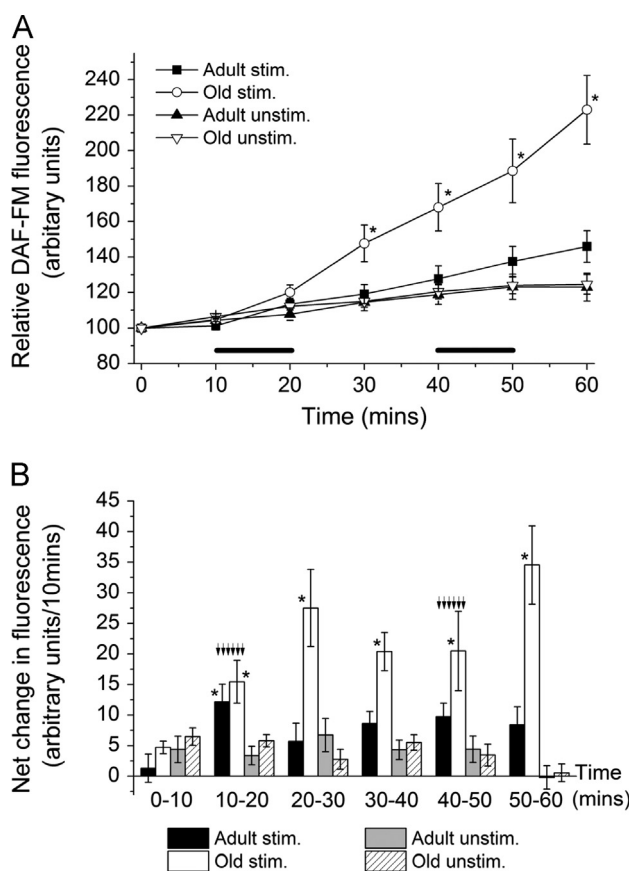 A
Relative DAF-FM fluorescence
(arbitary units)
240
220
200
180
160
140
120
100
80
Adult stim.
Old stim.
Adult unstim.
Old unstim.
*
*
*
*
0 10 20 30 40 50 60
Time (mins)
B
Net change in fluorescence
(arbitrary units/10mins)
45
40
35
30
25
20
15
10
5
0
* * * * * *
0-10 10-20 20-30 30-40 40-50 50-60
Time
(mins)
Adult stim. Adult unstim.
Old stim. Old unstim.